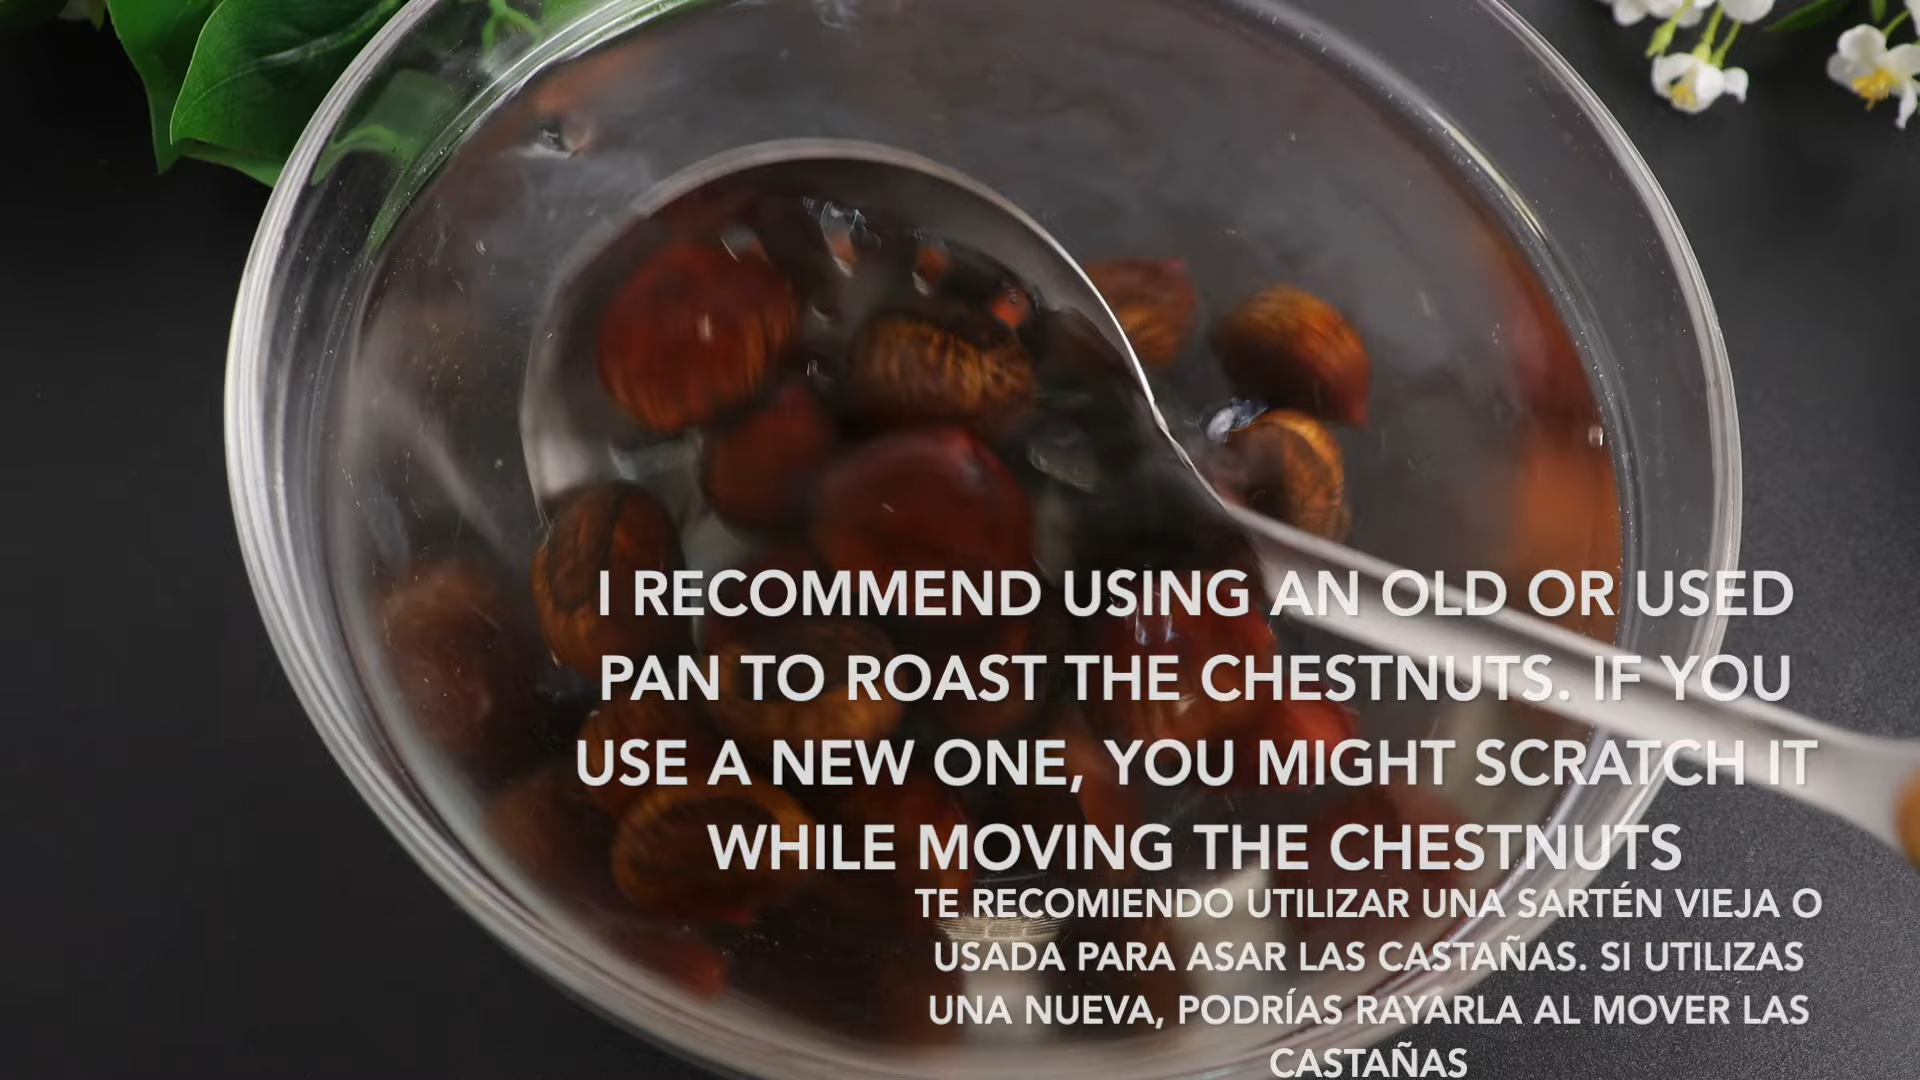 I RECOMMEND USING AN OLD OR USED
PAN TO ROAST THE CHESTNUTS. IF YOU
USE A NEW ONE, YOU MIGHT SCRATCH IT
WHILE MOVING THE CHESTNUTS
TE RECOMIENDO UTILIZAR UNA SARTÉN VIEJA O
USADA PARA ASAR LAS CASTAÑAS. SI UTILIZAS
UNA NUEVA, PODRÍAS RAYARLA AL MOVER LAS
CASTAÑAS